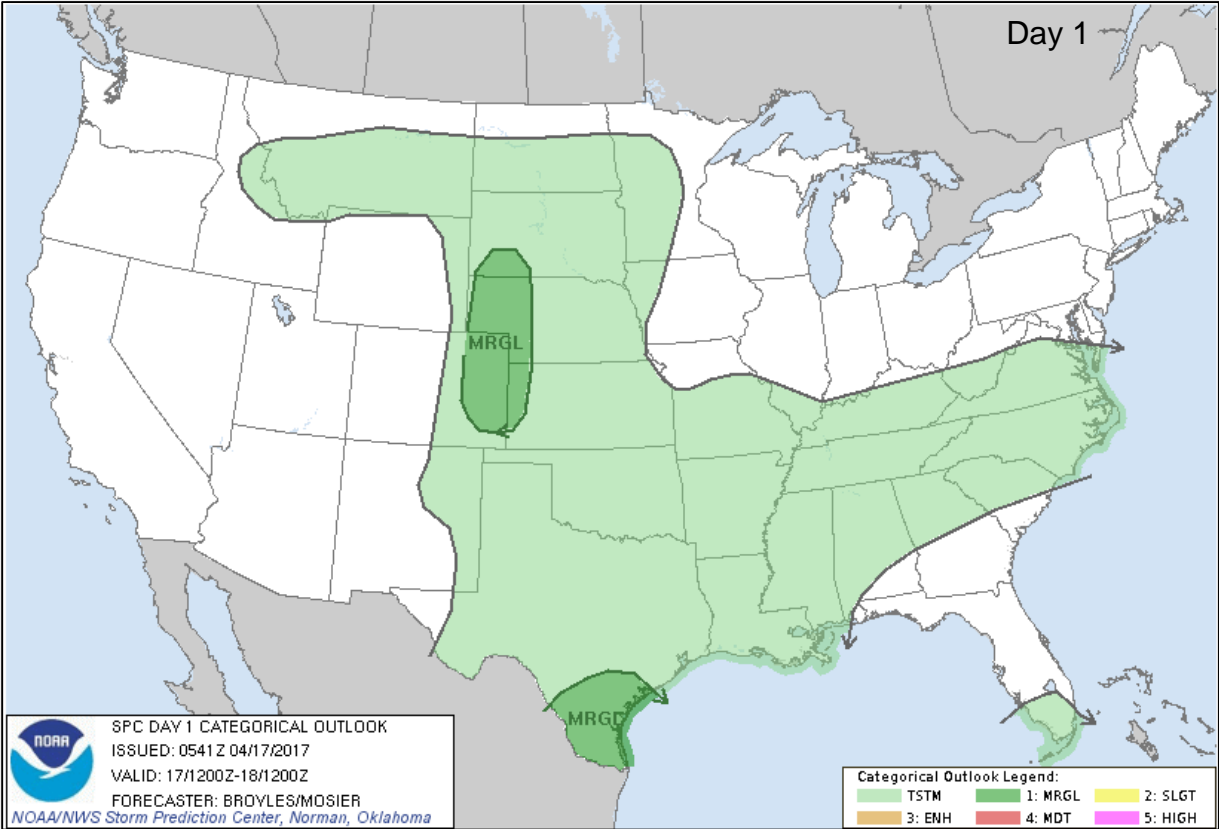 Day 1
MRGL
MRGL
NOAA
SPC DAY 1 CATEGORICAL OUTLOOK
ISSUED: 0541Z 04/17/2017
VALID: 17/1200Z-18/1200Z
FORECASTER: BROYLES/MOSIER
NOAA/NWS Storm Prediction Center, Norman, Oklahoma
Categorical Outlook Legend:
TSTM 1: MRGL 2: SLGT
3: ENH 4: MDT 5: HIGH